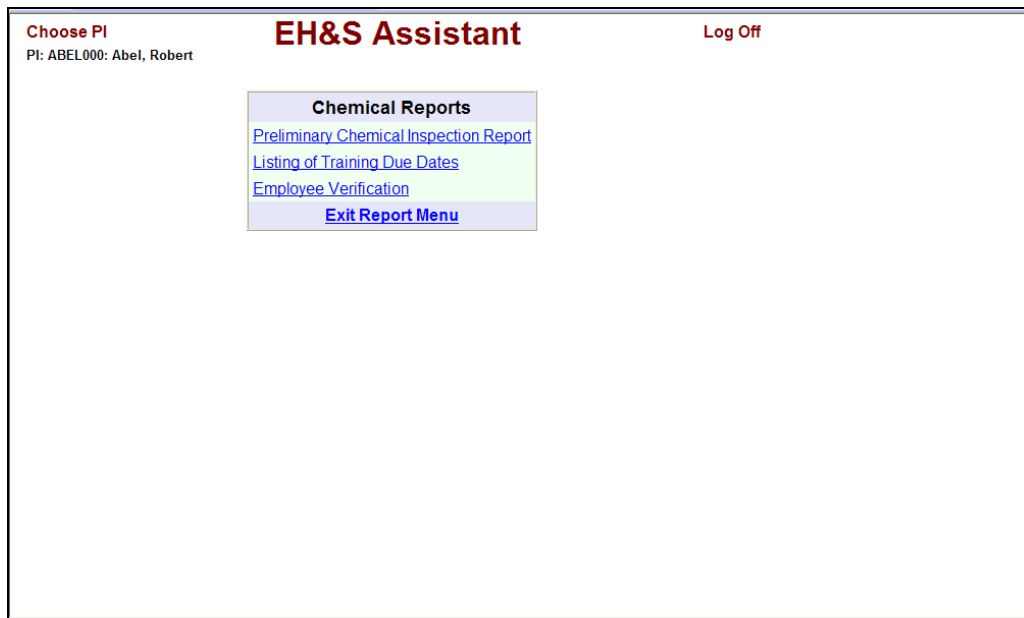 Choose PI
EH&S Assistant
Log Off
PI: ABEL000: Abel, Robert
Chemical Reports
Preliminary Chemical Inspection Report
Listing of Training Due Dates
Employee Verification
Exit Report Menu